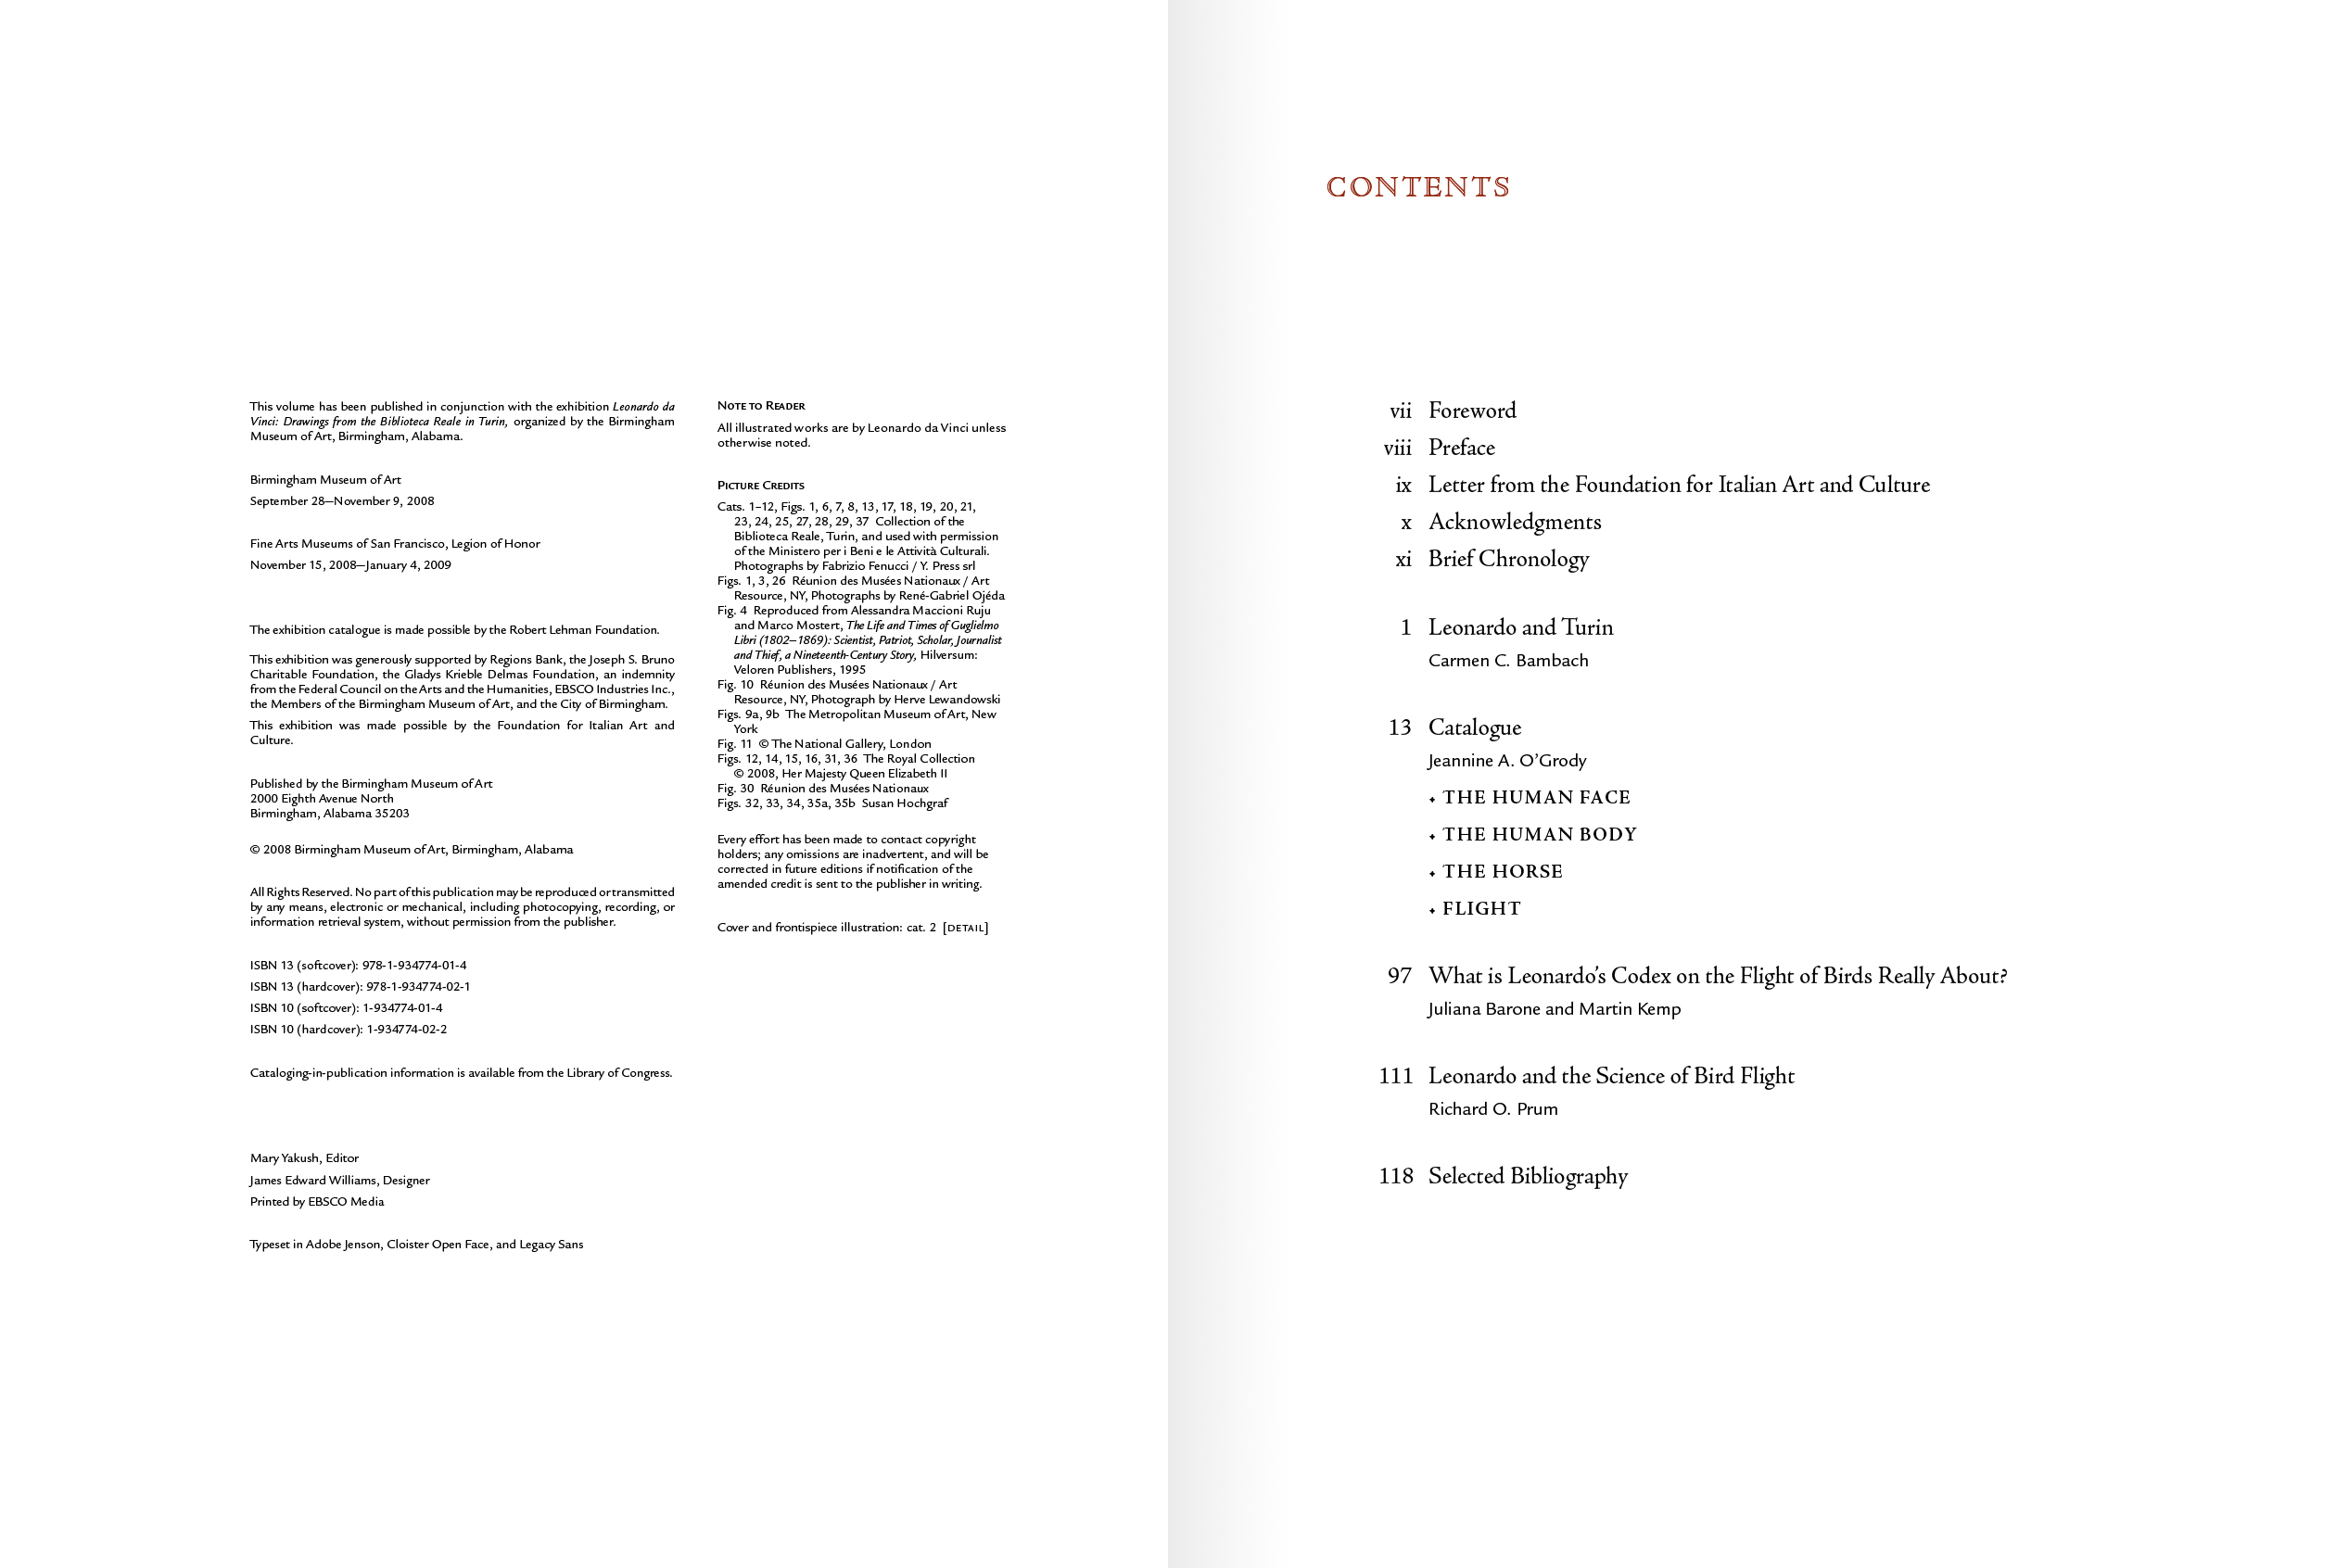 This volume has been published in conjunction with the exhibition Leonardo da
Vinci: Drawings from the Biblioteca Reale in Turin, organized by the Birmingham
Museum of Art, Birmingham, Alabama.
Birmingham Museum of Art
September 28—November 9, 2008
Fine Arts Museums of San Francisco, Legion of Honor
November 15, 2008—January 4, 2009
The exhibition catalogue is made possible by the Robert Lehman Foundation.
This exhibition was generously supported by Regions Bank, the Joseph S. Bruno
Charitable Foundation, the Gladys Krieble Delmas Foundation, an indemnity
from the Federal Council on the Arts and the Humanities, EBSCO Industries Inc.,
the Members of the Birmingham Museum of Art, and the City of Birmingham.
This exhibition was made possible by the Foundation for Italian Art and
Culture.
Published by the Birmingham Museum of Art
2000 Eighth Avenue North
Birmingham, Alabama 35203
© 2008 Birmingham Museum of Art, Birmingham, Alabama
All Rights Reserved. No part of this publication may be reproduced or transmitted
by any means, electronic or mechanical, including photocopying, recording, or
information retrieval system, without permission from the publisher.
ISBN 13 (softcover): 978-1-934774-01-4
ISBN 13 (hardcover): 978-1-934774-02-1
ISBN 10 (softcover): 1-934774-01-4
ISBN 10 (hardcover): 1-934774-02-2
Cataloging-in-publication information is available from the Library of Congress.
Mary Yakush, Editor
James Edward Williams, Designer
Printed by EBSCO Media
Typeset in Adobe Jenson, Cloister Open Face, and Legacy Sans
Note to Reader
All illustrated works are by Leonardo da Vinci unless
otherwise noted.
Picture Credits
Cats. 1–12, Figs. 1, 6, 7, 8, 13, 17, 18, 19, 20, 21,
23, 24, 25, 27, 28, 29, 37 Collection of the
Biblioteca Reale, Turin, and used with permission
of the Ministero per i Beni e le Attività Culturali.
Photographs by Fabrizio Fenucci / Y. Press srl
Figs. 1, 3, 26 Réunion des Musées Nationaux / Art
Resource, NY, Photographs by René-Gabriel Ojéda
Fig. 4 Reproduced from Alessandra Maccioni Ruju
and Marco Mostert, The Life and Times of Guglielmo
Libri (1802–1869): Scientist, Patriot, Scholar, Journalist
and Thief, a Nineteenth-Century Story, Hilversum:
Veloren Publishers, 1995
Fig. 10 Réunion des Musées Nationaux / Art
Resource, NY, Photograph by Herve Lewandowski
Figs. 9a, 9b The Metropolitan Museum of Art, New
York
Fig. 11 © The National Gallery, London
Figs. 12, 14, 15, 16, 31, 36 The Royal Collection
© 2008, Her Majesty Queen Elizabeth II
Fig. 30 Réunion des Musées Nationaux
Figs. 32, 33, 34, 35a, 35b Susan Hochgraf
Every effort has been made to contact copyright
holders; any omissions are inadvertent, and will be
corrected in future editions if notification of the
amended credit is sent to the publisher in writing.
Cover and frontispiece illustration: cat. 2 [DETAIL]
CONTENTS
vii Foreword
viii Preface
ix Letter from the Foundation for Italian Art and Culture
x Acknowledgments
xi Brief Chronology
1 Leonardo and Turin
Carmen C. Bambach
13 Catalogue
Jeannine A. O'Grody
THE HUMAN FACE
THE HUMAN BODY
THE HORSE
FLIGHT
97 What is Leonardo's Codex on the Flight of Birds Really About?
Juliana Barone and Martin Kemp
111 Leonardo and the Science of Bird Flight
Richard O. Prum
118 Selected Bibliography